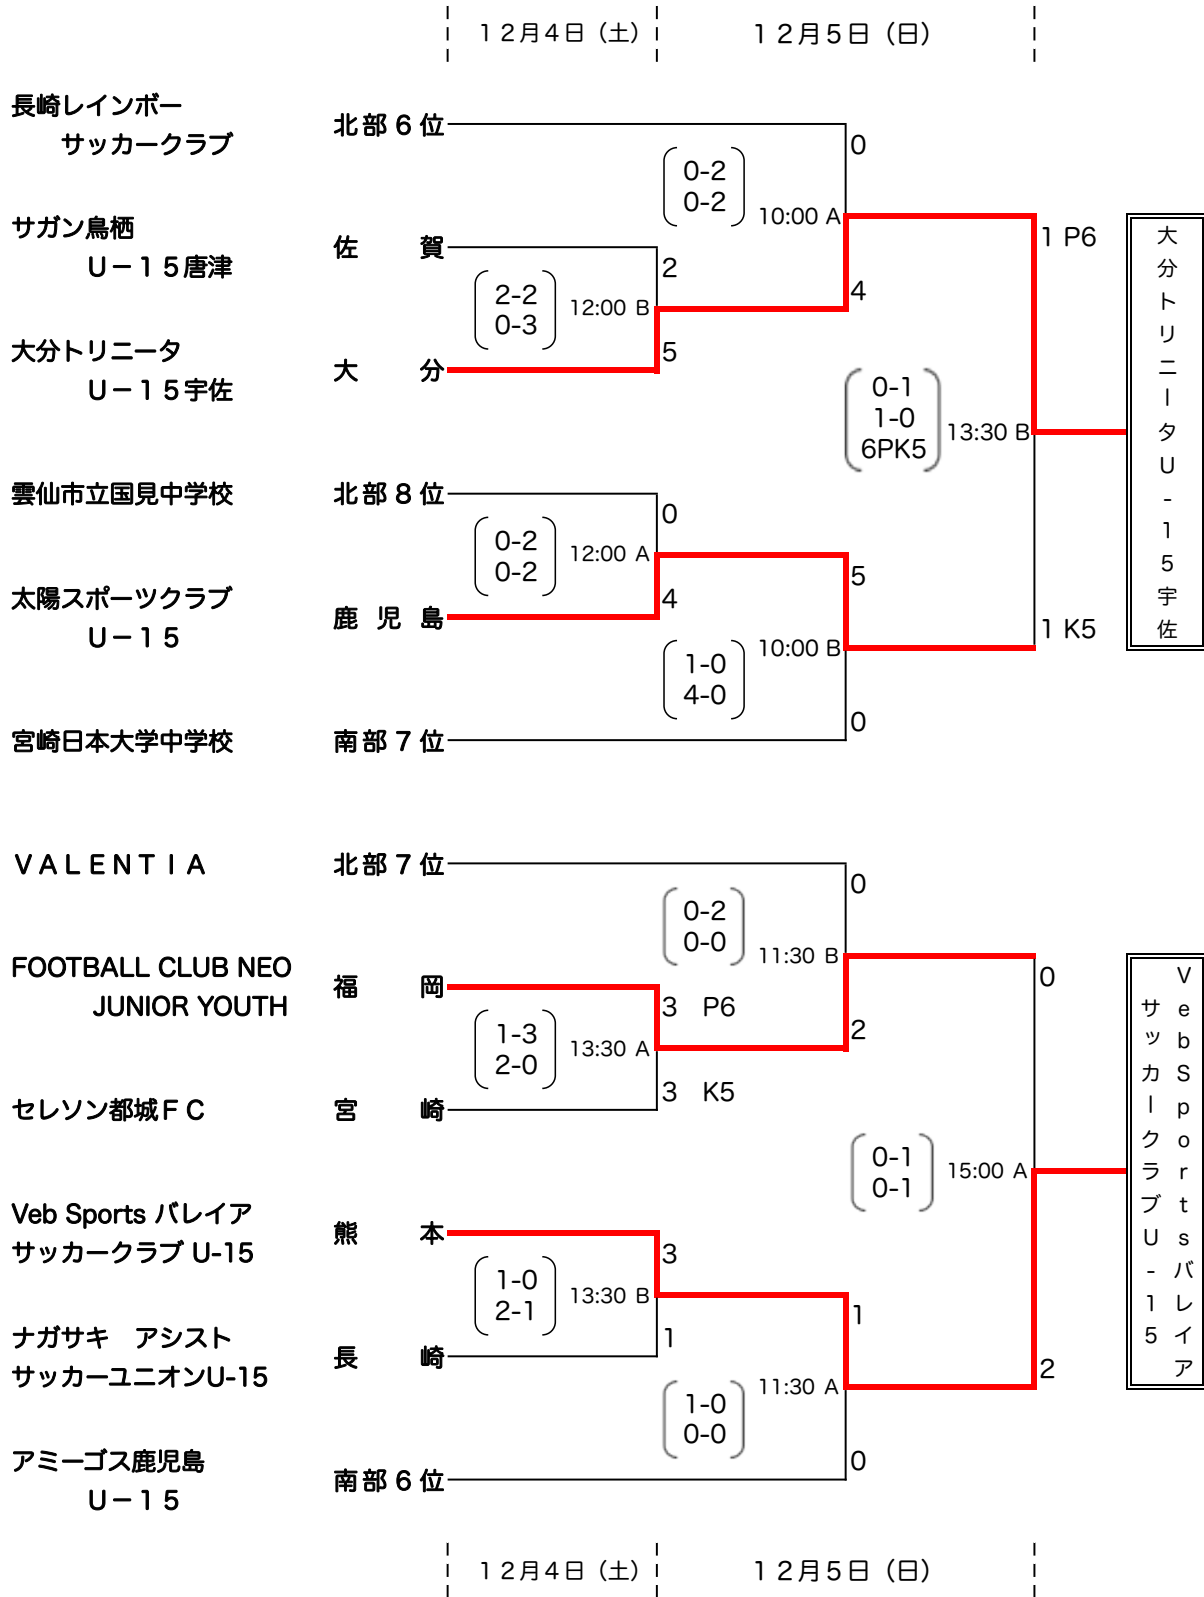 １２月４日（土）
１２月５日（日）
長崎レインボー
サッカークラブ
北部６位
0
0-2
0-2
10:00 A
1 P6
サガン鳥栖
Ｕ－１５唐津
佐賀
2
2-2
0-3
12:00 B
4
大分トリニータ
Ｕ－１５宇佐
大分
5
0-1
1-0
6PK5
13:30 B
大分トリニータU-15宇佐
雲仙市立国見中学校
北部８位
0
0-2
0-2
12:00 A
5
太陽スポーツクラブ
Ｕ－１５
鹿児島
4
1 K5
1-0
4-0
10:00 B
0
宮崎日本大学中学校
南部７位
ＶＡＬＥＮＴＩＡ
北部７位
0
0-2
0-0
11:30 B
0
FOOTBALL CLUB NEO
JUNIOR YOUTH
福岡
3 P6
1-3
2-0
13:30 A
2
3 K5
セレソン都城ＦＣ
宮崎
0-1
0-1
15:00 A
VebSportsバレイア
サッカークラブU-15
Veb Sports バレイア
サッカークラブ U-15
熊本
3
1-0
2-1
13:30 B
1
1
ナガサキ　アシスト
サッカーユニオンU-15
長崎
2
1-0
0-0
11:30 A
0
アミーゴス鹿児島
Ｕ－１５
南部６位
１２月４日（土）
１２月５日（日）